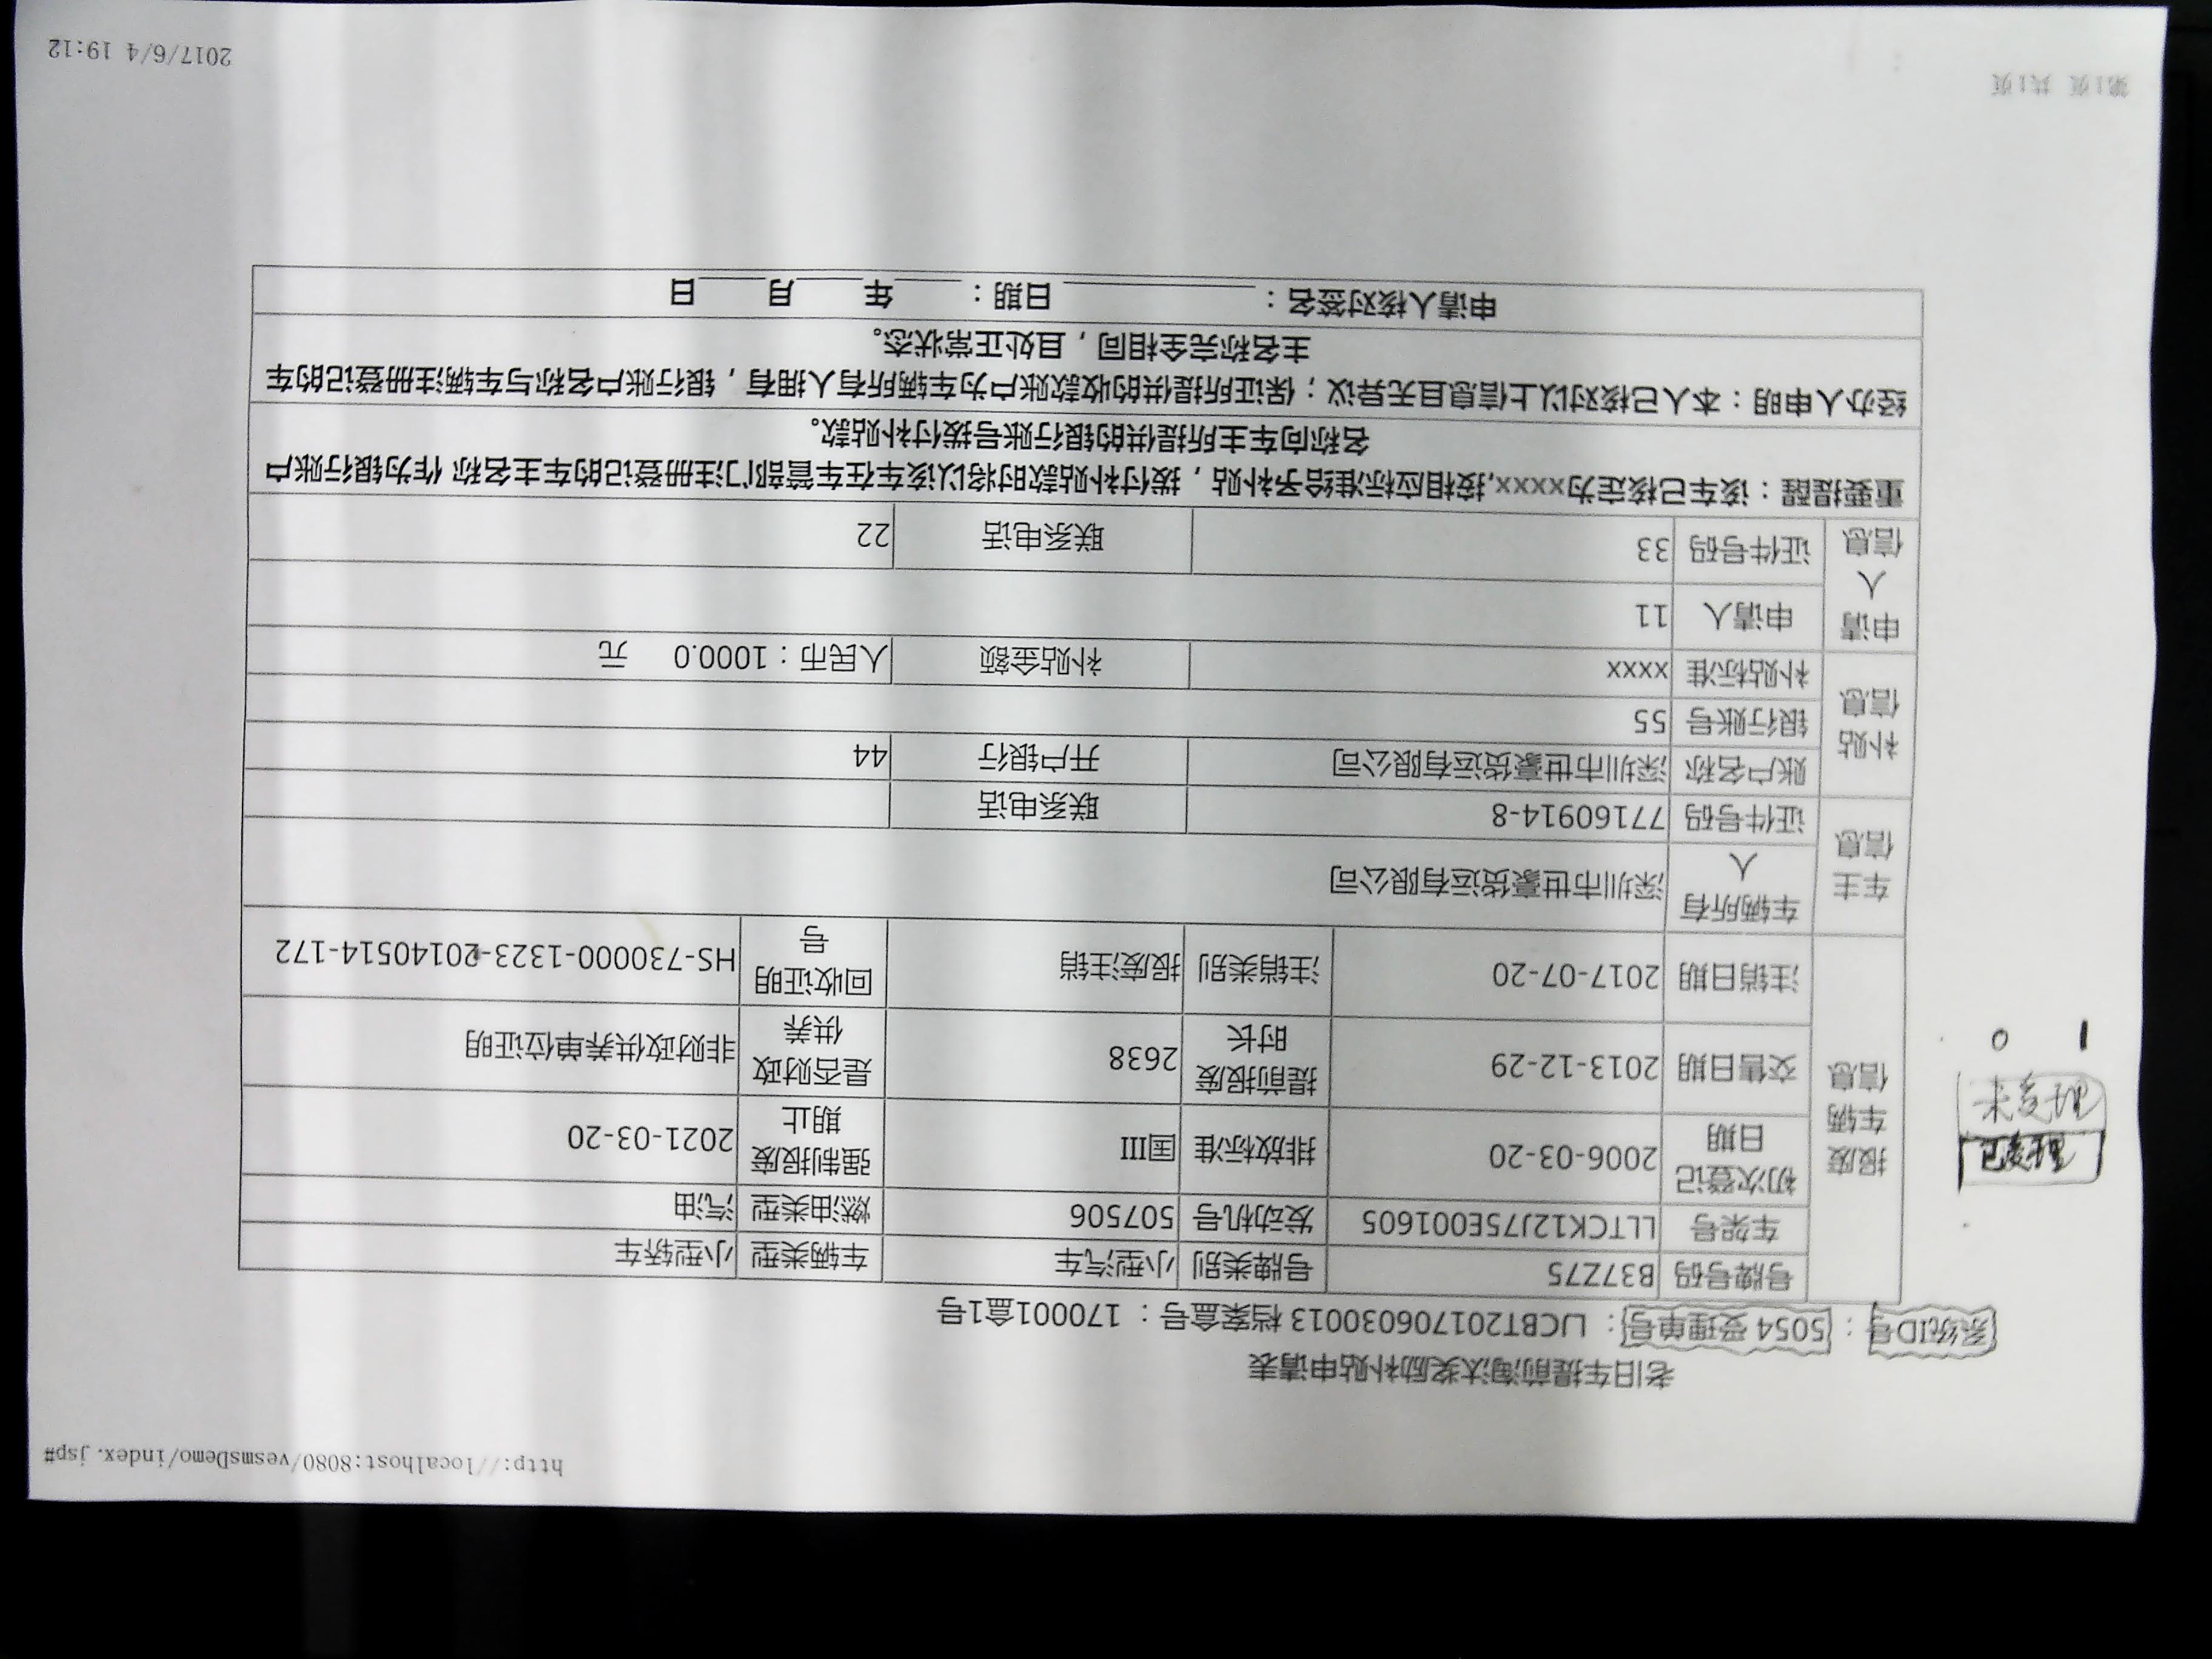 http://localhost:8080/vesmsDemo/index.jsp#
老旧车提前淘汰奖励补贴申请表
系统ID号：5054 受理单号：LJCBT201706030013 档案盒号：170001盒1号
报废车辆信息 号牌号码 B37Z75 号牌类别 小型汽车 车辆类型 小型轿车
车架号 LLTCK12J75E001605 发动机号 507506 燃油类型 汽油
初次登记日期 2006-03-20 排放标准 国III 强制报废期止 2021-03-20
交售日期 2013-12-29 提前报废时长 2638 是否财政供养 非财政供养单位证明
注销日期 2017-07-20 注销类别 报废注销 回收证明号 HS-730000-1323-20140514-172
车主信息 车辆所有人 深圳市世豪货运有限公司
证件号码 77160914-8 联系电话
补贴信息 账户名称 深圳市世豪货运有限公司 开户银行 44
银行账号 55
补贴标准 xxxx 补贴金额 人民币：1000.0 元
申请人信息 申请人 11
证件号码 33 联系电话 22
重要提醒：该车已核定为xxxx,按相应标准给予补贴，拨付补贴款时将以该车在车管部门注册登记的车主名称 作为银行账户
名称向车主所提供的银行账号拨付补贴款。
经办人申明：本人已核对以上信息且无异议；保证所提供的收款账户为车辆所有人拥有，银行账户名称与车辆注册登记的车
主名称完全相同，且处正常状态。
申请人核对签名：____________ 日期：____年____月____日
已受理
未受理
1 0
第1页 共1页
2017/6/4 19:12